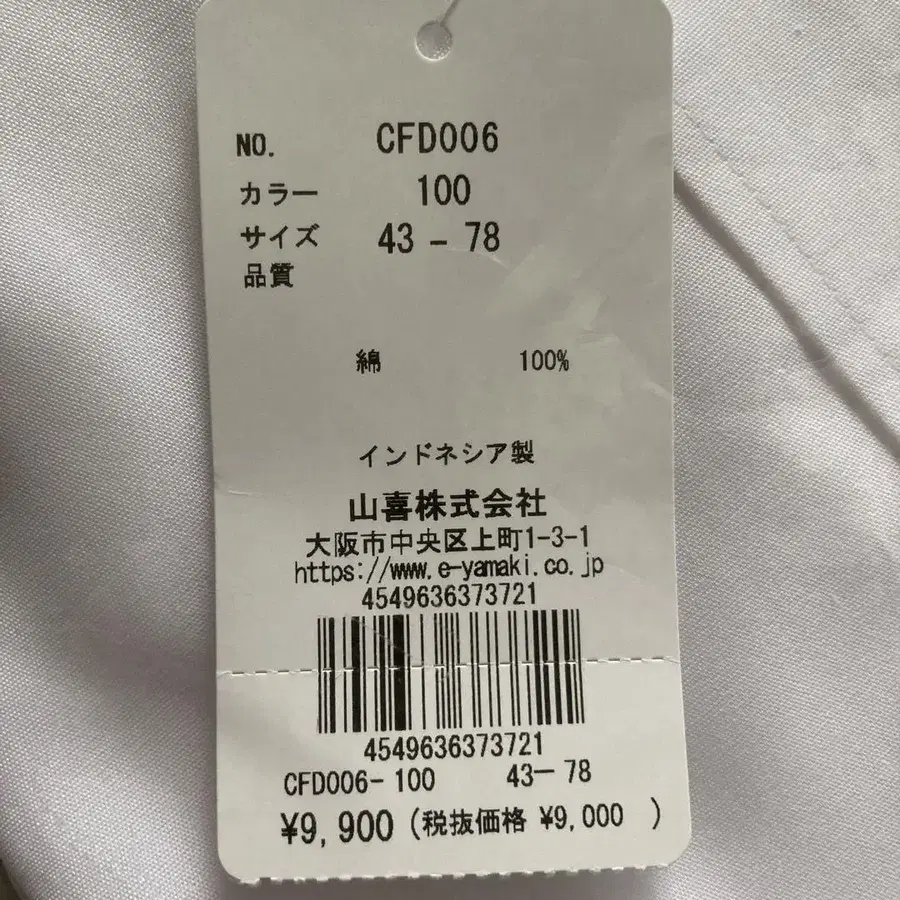 NO. CFD006
カラー 100
サイズ 43 - 78
品質
綿 100%
インドネシア製
山喜株式会社
大阪市中央区上町1-3-1
https://www.e-yamaki.co.jp
4549636373721
4549636373721
CFD006-100 43-78
¥9,900 (税抜価格 ¥9,000 )